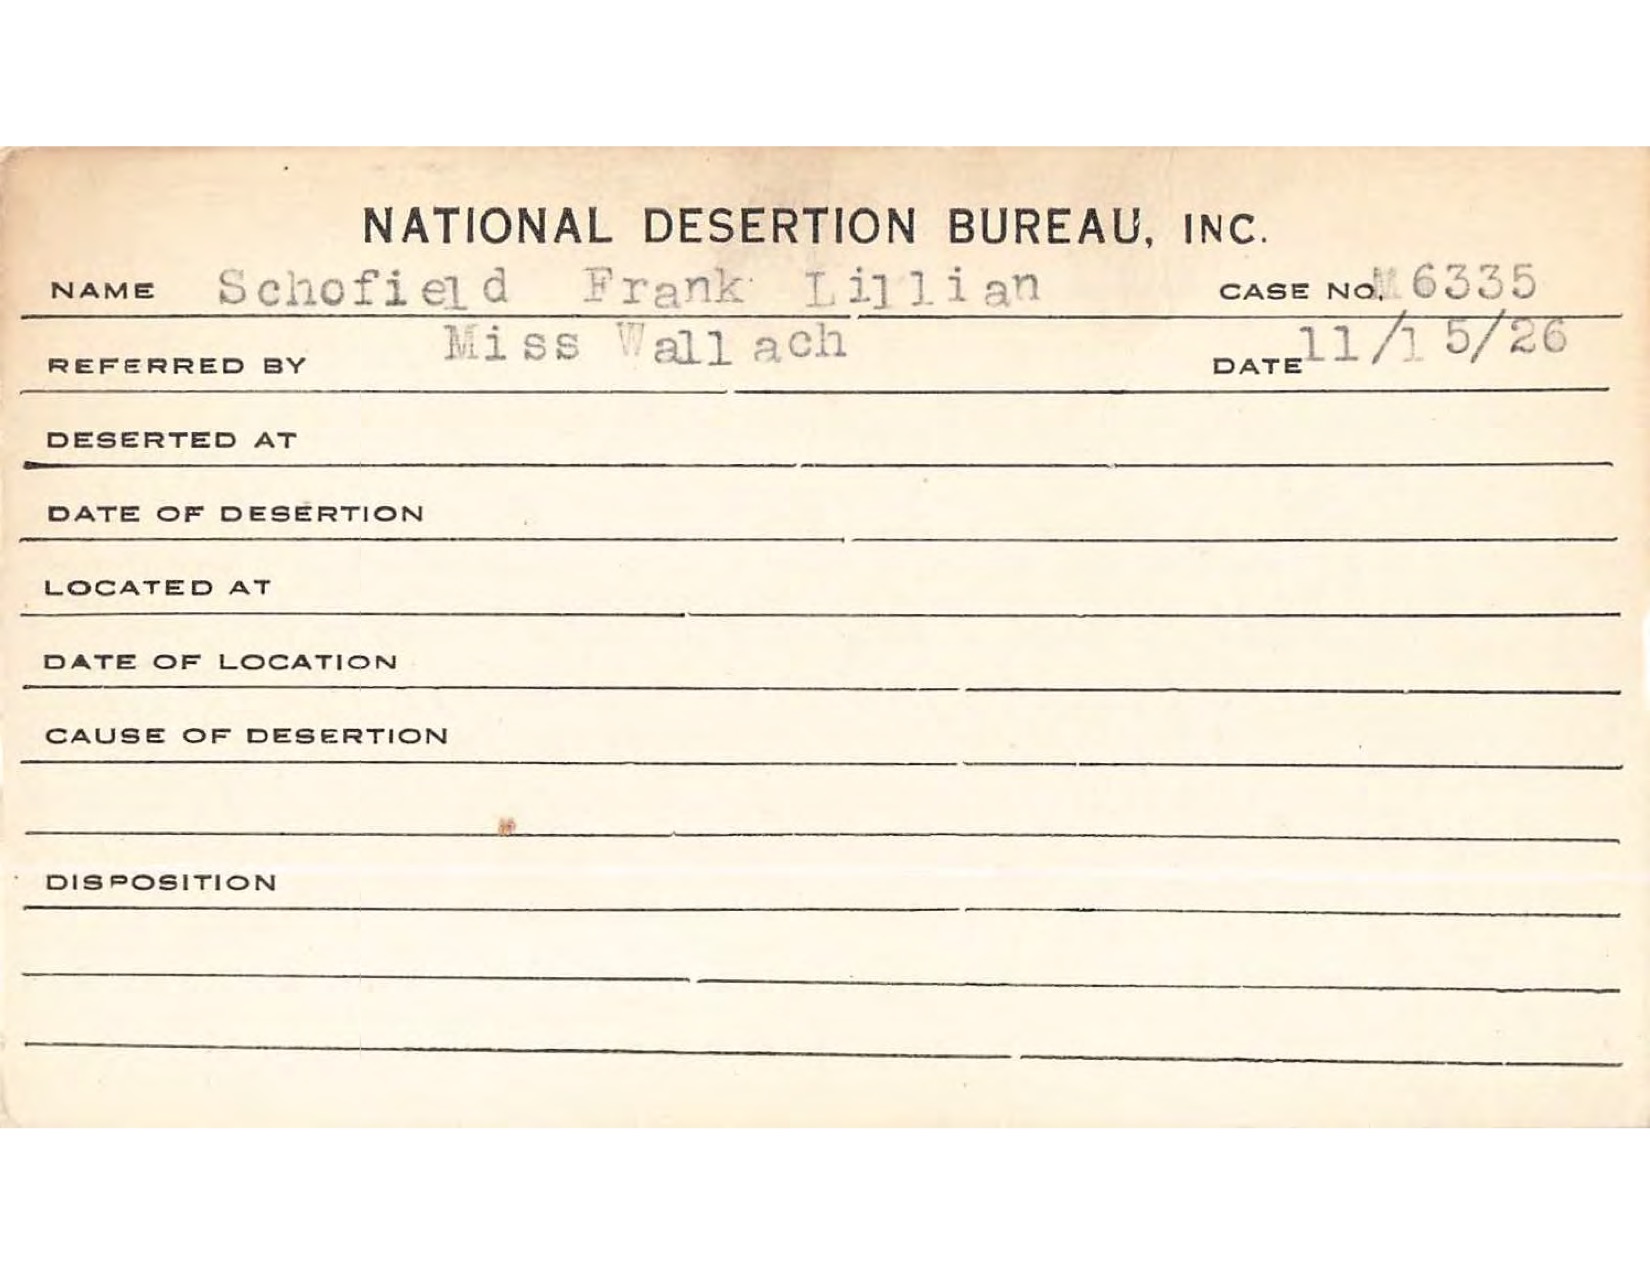 NATIONAL DESERTION BUREAU, INC.
NAME Schofield Frank Lillian CASE NO. M6335
REFERRED BY Miss Wallach DATE 11/15/26
DESERTED AT
DATE OF DESERTION
LOCATED AT
DATE OF LOCATION
CAUSE OF DESERTION
DISPOSITION